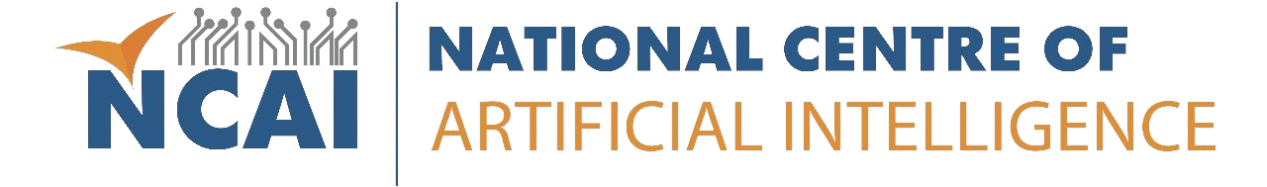 NCAI
NATIONAL CENTRE OF
ARTIFICIAL INTELLIGENCE